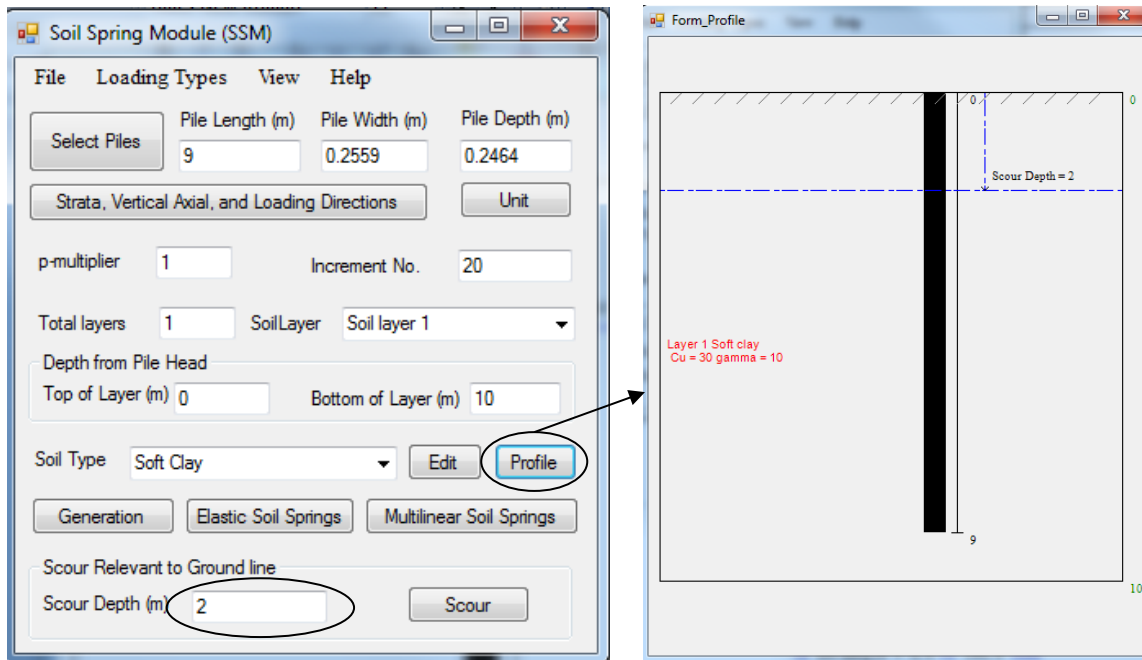 Soil Spring Module (SSM)
File Loading Types View Help
Select Piles
Pile Length (m) Pile Width (m) Pile Depth (m)
9 0.2559 0.2464
Strata, Vertical Axial, and Loading Directions Unit
p-multiplier 1 Increment No. 20
Total layers 1 SoilLayer Soil layer 1
Depth from Pile Head
Top of Layer (m) 0 Bottom of Layer (m) 10
Soil Type Soft Clay Edit Profile
Generation Elastic Soil Springs Multilinear Soil Springs
Scour Relevant to Ground line
Scour Depth (m) 2 Scour
Form_Profile
0 0
Scour Depth = 2
Layer 1 Soft clay
Cu = 30 gamma = 10
9
10